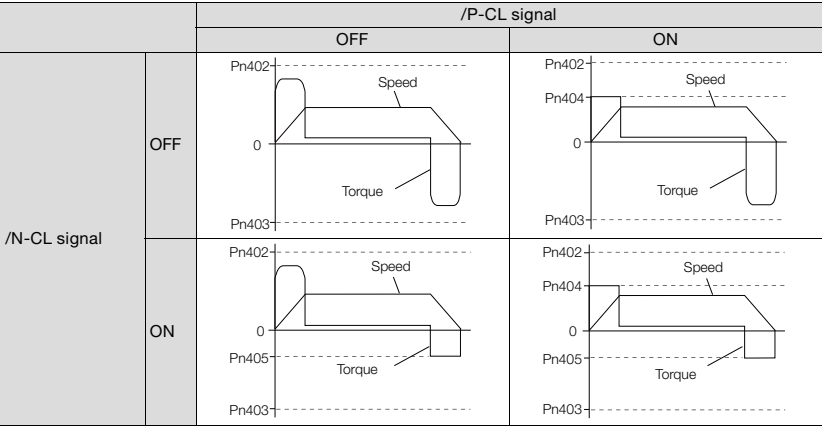 /P-CL signal
OFF
ON
/N-CL signal
OFF
Pn402
Speed
0
Torque
Pn403
Pn402
Pn404
Speed
0
Torque
Pn403
ON
Pn402
Speed
0
Pn405
Torque
Pn403
Pn402
Pn404
Speed
0
Pn405
Torque
Pn403